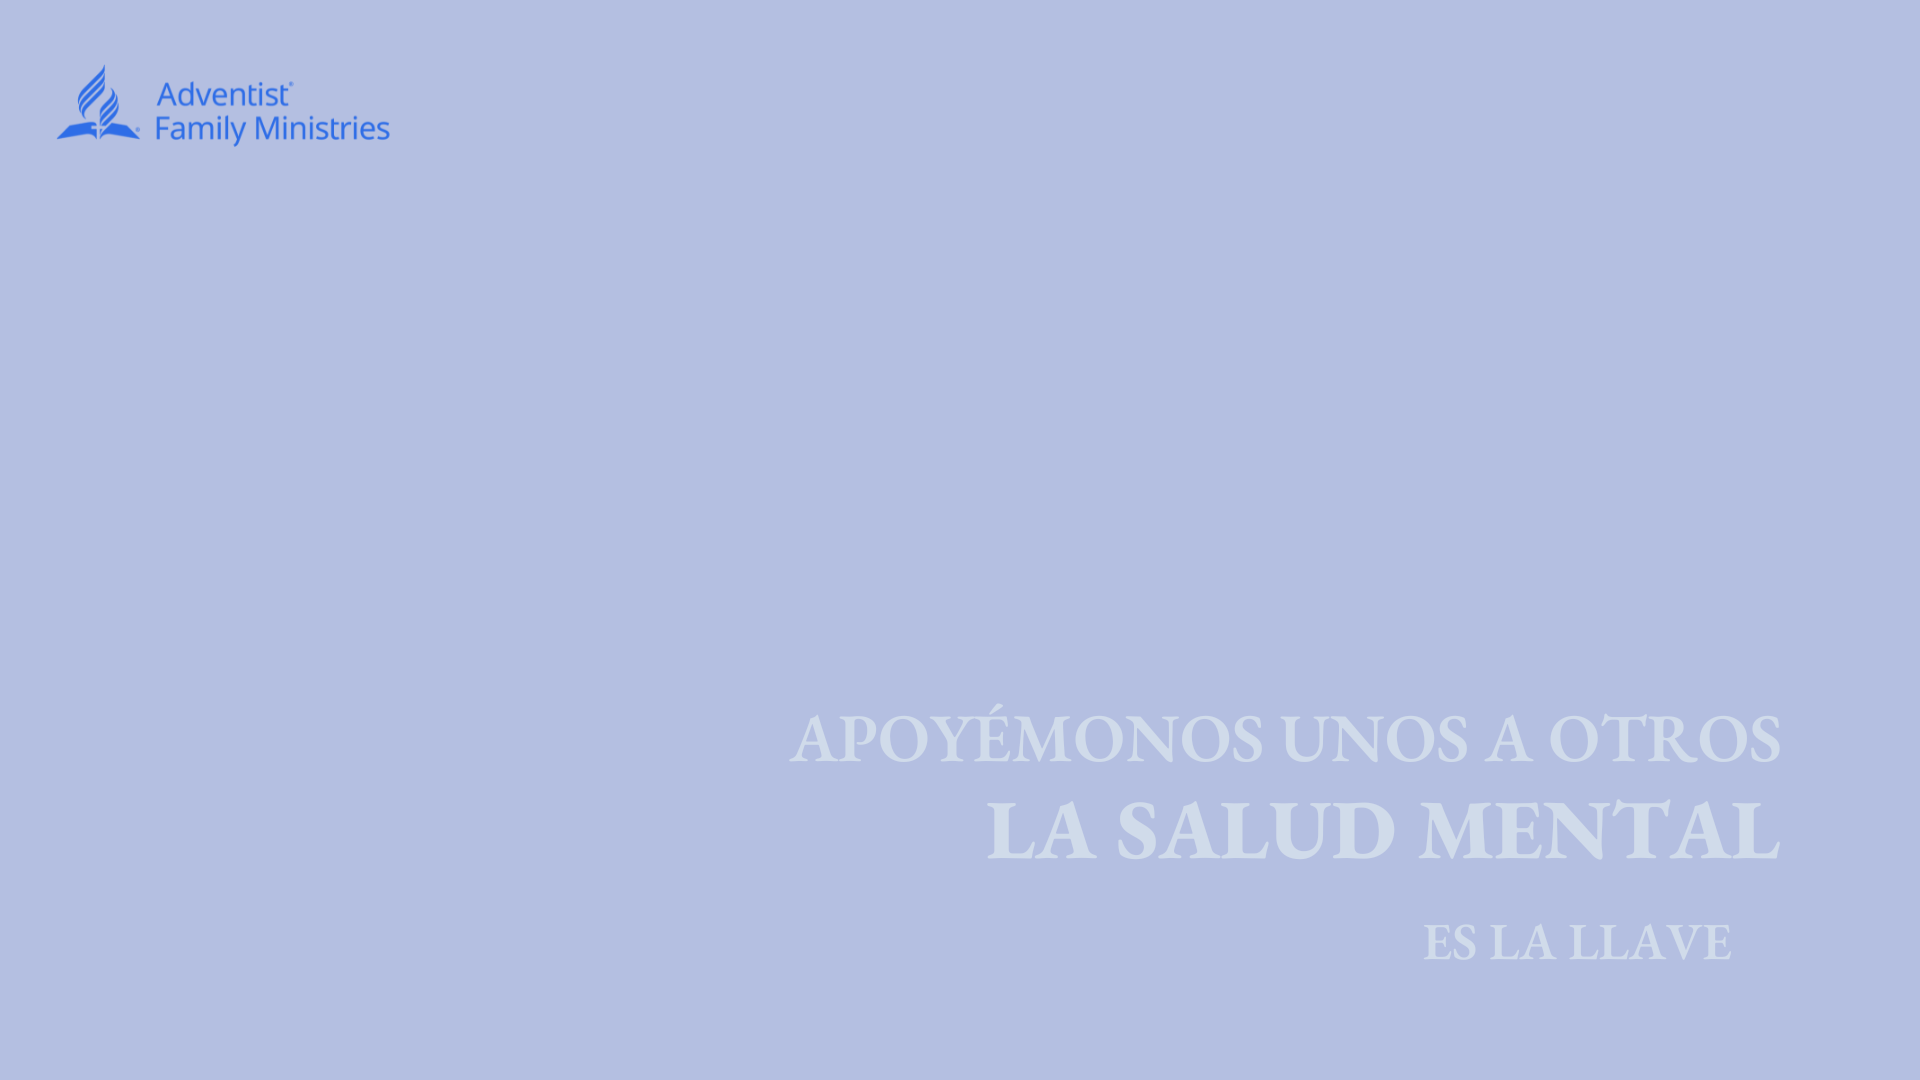 Adventist®
Family Ministries
APOYÉMONOS UNOS A OTROS
LA SALUD MENTAL
ES LA LLAVE